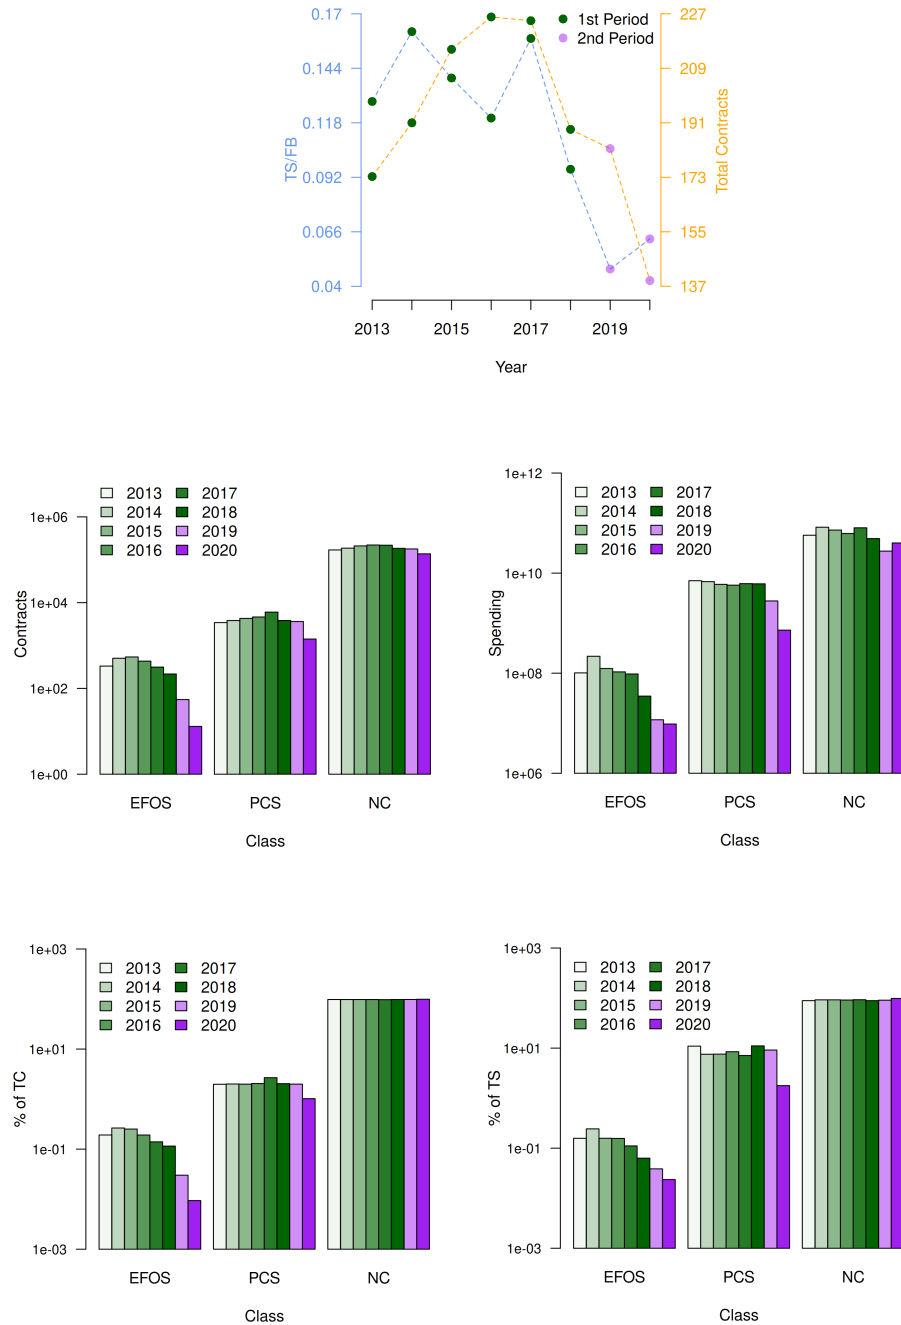 0.17
0.144
0.118
0.092
0.066
0.04
TS/FB
1st Period
2nd Period
227
209
191
173
155
137
Total Contracts
2013
2015
2017
2019
Year
1e+06
1e+04
1e+02
1e+00
Contracts
2013 2017
2014 2018
2015 2019
2016 2020
EFOS PCS NC
Class
1e+12
1e+10
1e+08
1e+06
Spending
2013 2017
2014 2018
2015 2019
2016 2020
EFOS PCS NC
Class
1e+03
1e+01
1e-01
1e-03
% of TC
2013 2017
2014 2018
2015 2019
2016 2020
EFOS PCS NC
Class
1e+03
1e+01
1e-01
1e-03
% of TS
2013 2017
2014 2018
2015 2019
2016 2020
EFOS PCS NC
Class